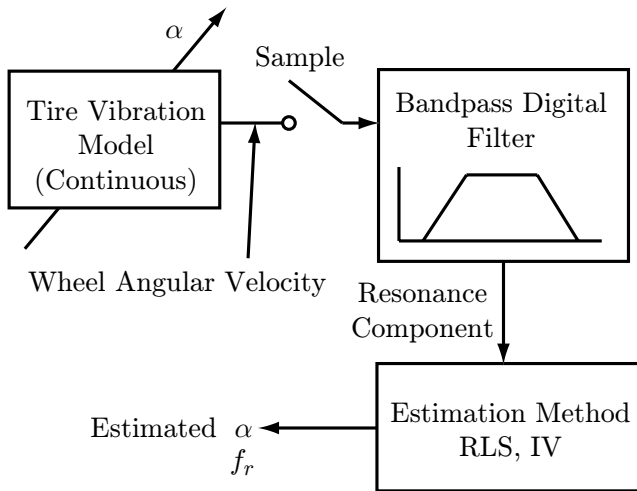 α
Sample
Tire Vibration
Model
(Continuous)
Bandpass Digital
Filter
Wheel Angular Velocity
Resonance
Component
Estimation Method
RLS, IV
Estimated α
f_r